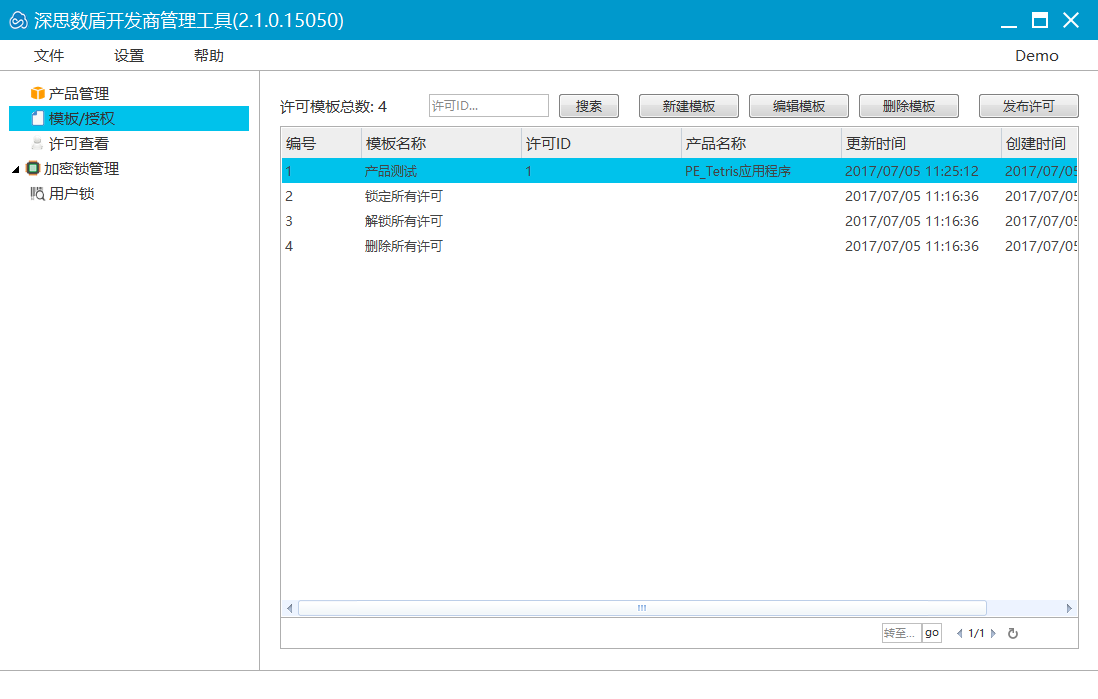 深思数盾开发商管理工具(2.1.0.15050)
文件 设置 帮助 Demo
产品管理
模板/授权
许可查看
加密锁管理
用户锁
许可模板总数: 4 许可ID... 搜索 新建模板 编辑模板 删除模板 发布许可
编号 模板名称 许可ID 产品名称 更新时间 创建时间
1 产品测试 1 PE_Tetris应用程序 2017/07/05 11:25:12 2017/07/05
2 锁定所有许可 2017/07/05 11:16:36 2017/07/05
3 解锁所有许可 2017/07/05 11:16:36 2017/07/05
4 删除所有许可 2017/07/05 11:16:36 2017/07/05
转至... go 1/1